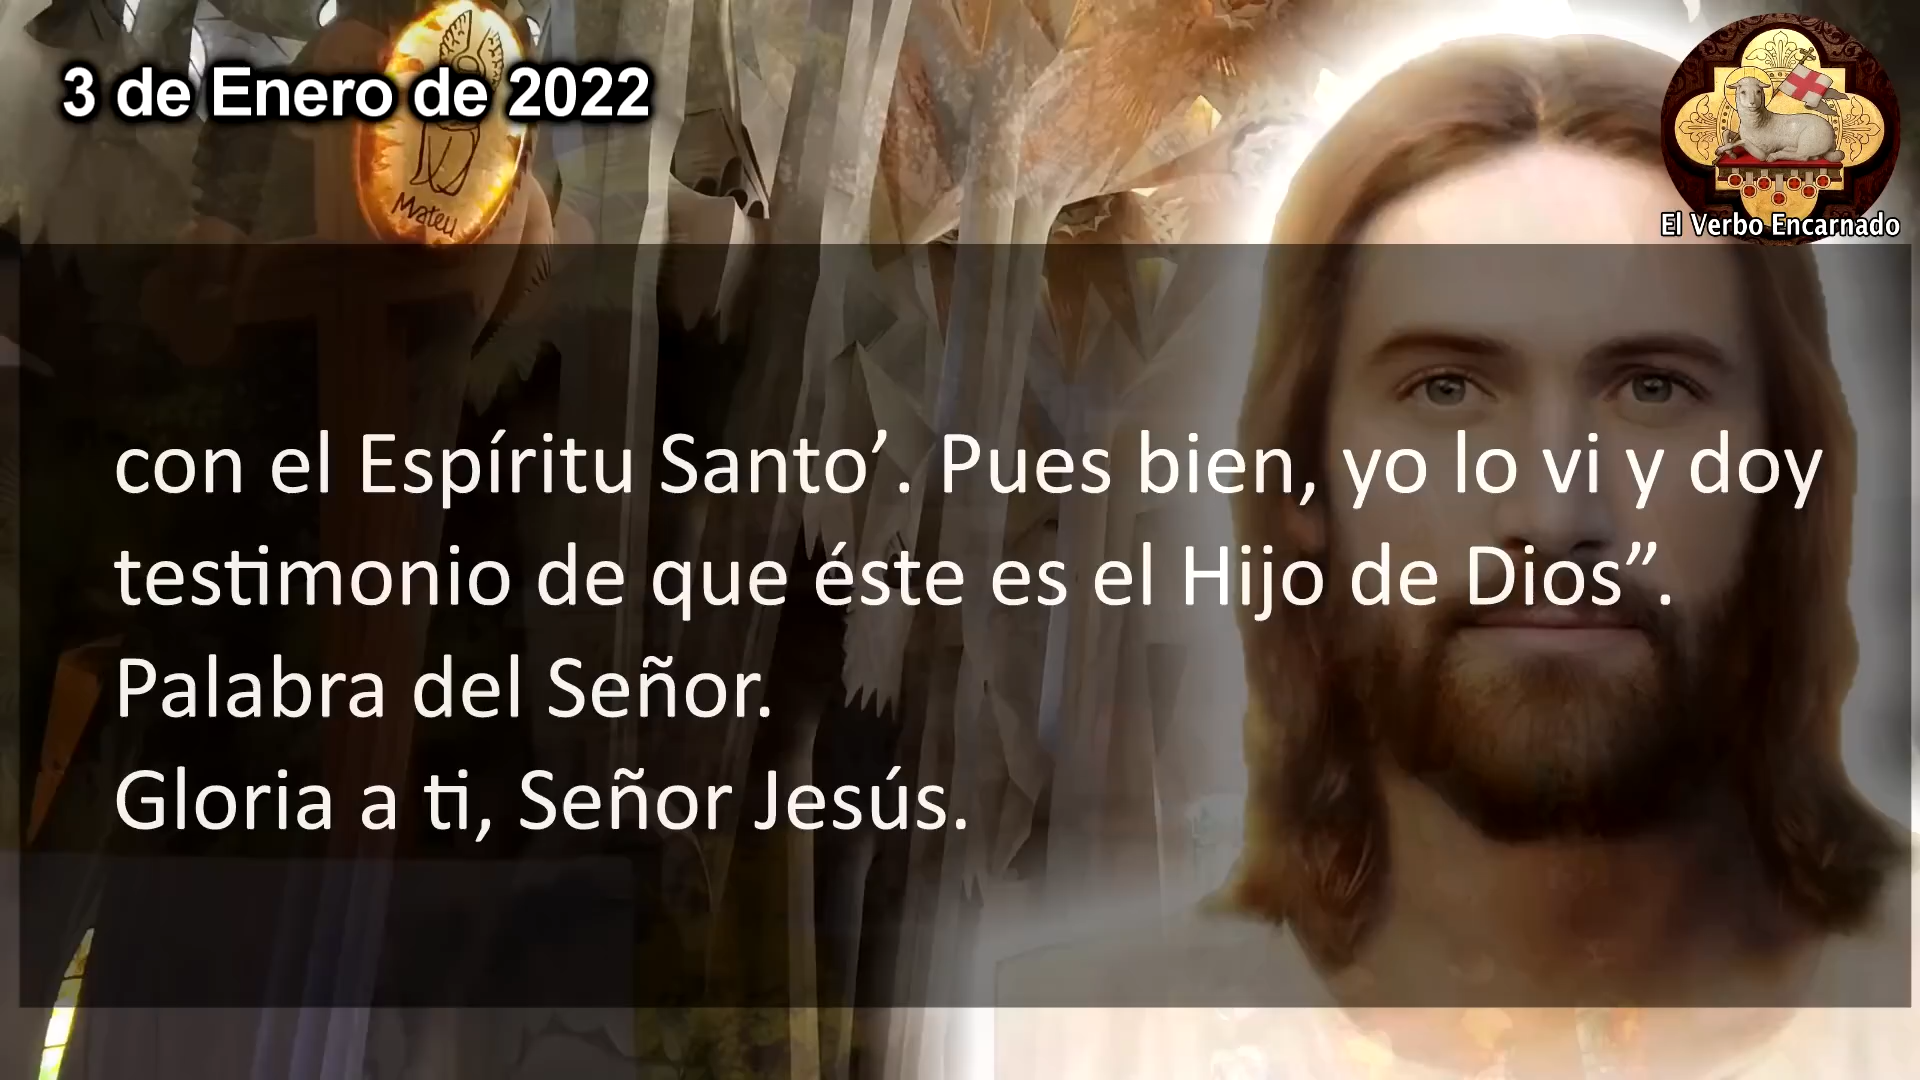 3 de Enero de 2022
Mateu
El Verbo Encarnado
con el Espíritu Santo’. Pues bien, yo lo vi y doy
testimonio de que éste es el Hijo de Dios”.
Palabra del Señor.
Gloria a ti, Señor Jesús.